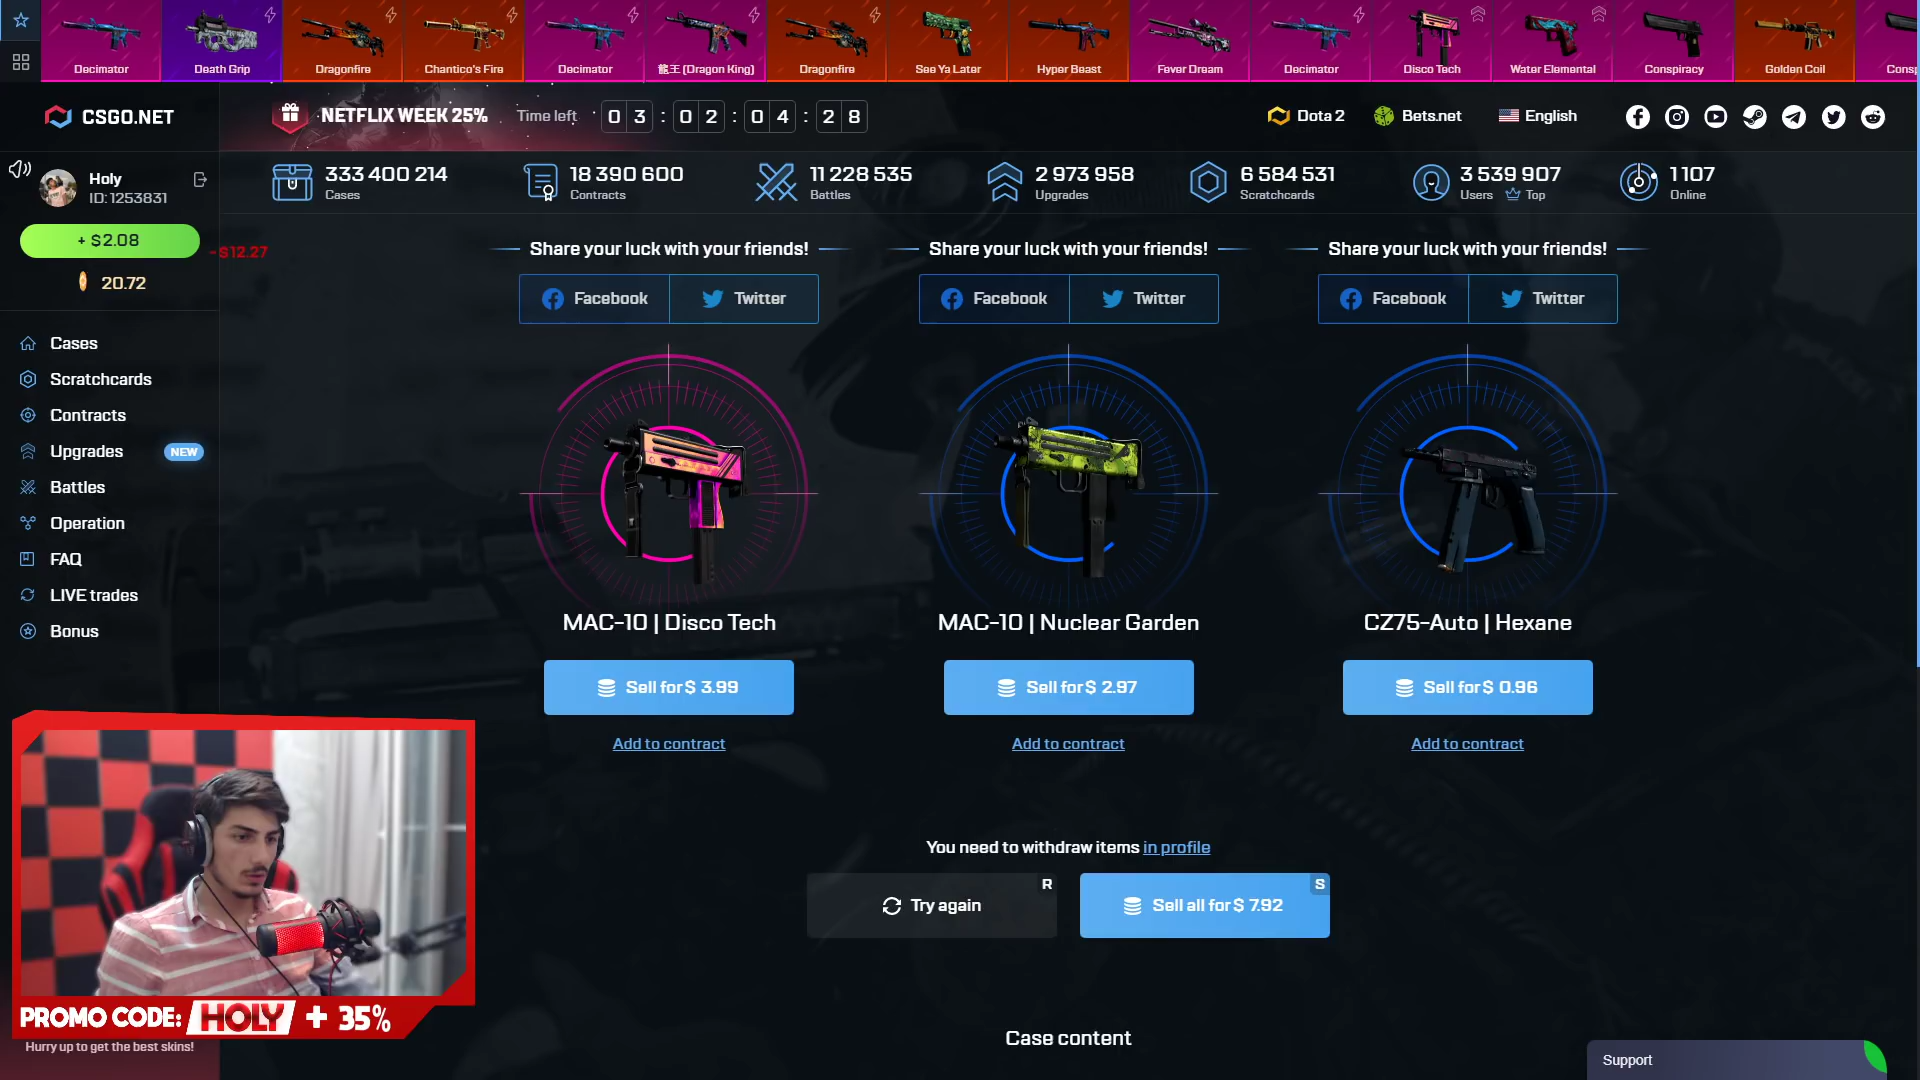 Decimator
Death Grip
Dragonfire
Chantico's Fire
Decimator
龍王 (Dragon King)
Dragonfire
See Ya Later
Hyper Beast
Fever Dream
Decimator
Disco Tech
Water Elemental
Conspiracy
Golden Coil
CSGO.NET
NETFLIX WEEK 25%
Time left
03 : 02 : 04 : 28
Dota 2
Bets.net
English
Holy
ID: 1253831
+ $2.08
- $12.27
20.72
333 400 214
Cases
18 390 600
Contracts
11 228 535
Battles
2 973 958
Upgrades
6 584 531
Scratchcards
3 539 907
Users
Top
1 107
Online
Cases
Scratchcards
Contracts
Upgrades
NEW
Battles
Operation
FAQ
LIVE trades
Bonus
Share your luck with your friends!
Share your luck with your friends!
Share your luck with your friends!
Facebook
Twitter
Facebook
Twitter
Facebook
Twitter
MAC-10 | Disco Tech
MAC-10 | Nuclear Garden
CZ75-Auto | Hexane
Sell for $ 3.99
Sell for $ 2.97
Sell for $ 0.96
Add to contract
Add to contract
Add to contract
You need to withdraw items in profile
Try again
R
Sell all for $ 7.92
S
Case content
PROMO CODE: HOLY + 35%
Hurry up to get the best skins!
Support